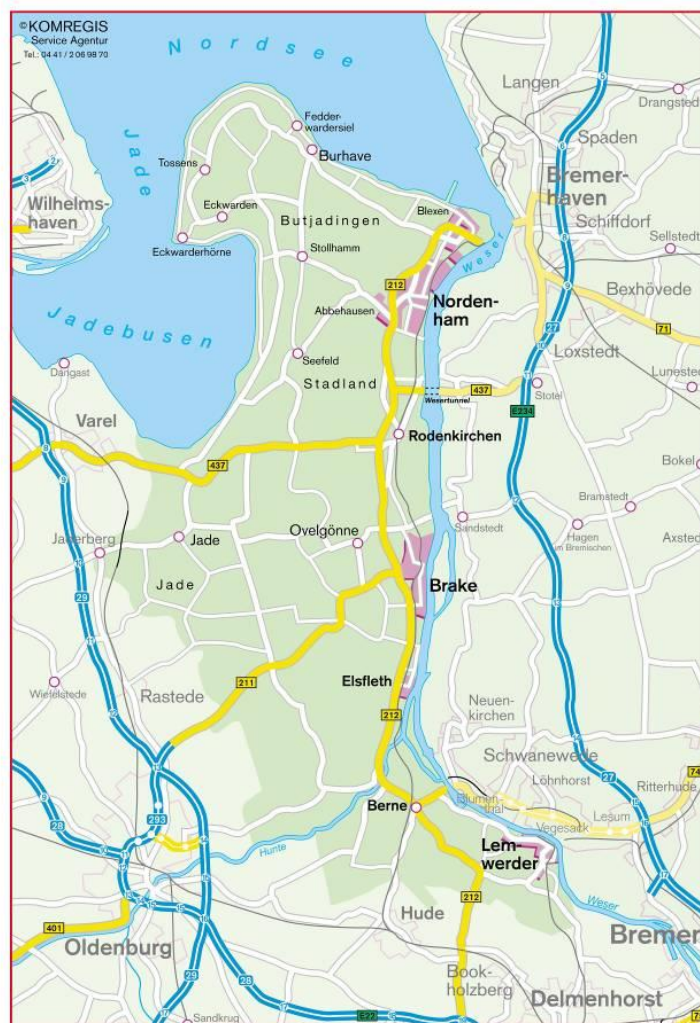 ©KOMREGIS
Service Agentur
Tel.: 04 41 / 2 06 98 70
Nordsee
Jade
Langen
Drangstedt
Spaden
Fedder-
wardersiel
Burhave
Tossens
Wilhelms-
haven
Bremer-
haven
Eckwarden
Butjadingen
Blexen
Schiffdorf
Eckwarderhörne
Stollhamm
Weser
Sellstedt
212
Norden-
ham
Bexhövede
Abbehausen
Jadebusen
27
71
Loxstedt
Seefeld
Dangast
Stadland
437
Wesertunnel
Stotel
Lunestedt
E234
Varel
Rodenkirchen
437
Bokel
Bramstedt
Sandstedt
Hagen
im Bremischen
Axsted
Jaderberg
Jade
Ovelgönne
Jade
29
Brake
Wiefelstede
Rastede
211
Elsfleth
212
Neuen-
kirchen
Schwanewede
Löhnhorst
27
74
Ritterhude
28
293
Berne
Blumen-
thal
Vegesack
Lesum
Hunte
Lem-
werder
Weser
401
Oldenburg
Hude
212
Bremen
29
28
Book-
holzberg
Delmenhorst
Sandkrug
E22